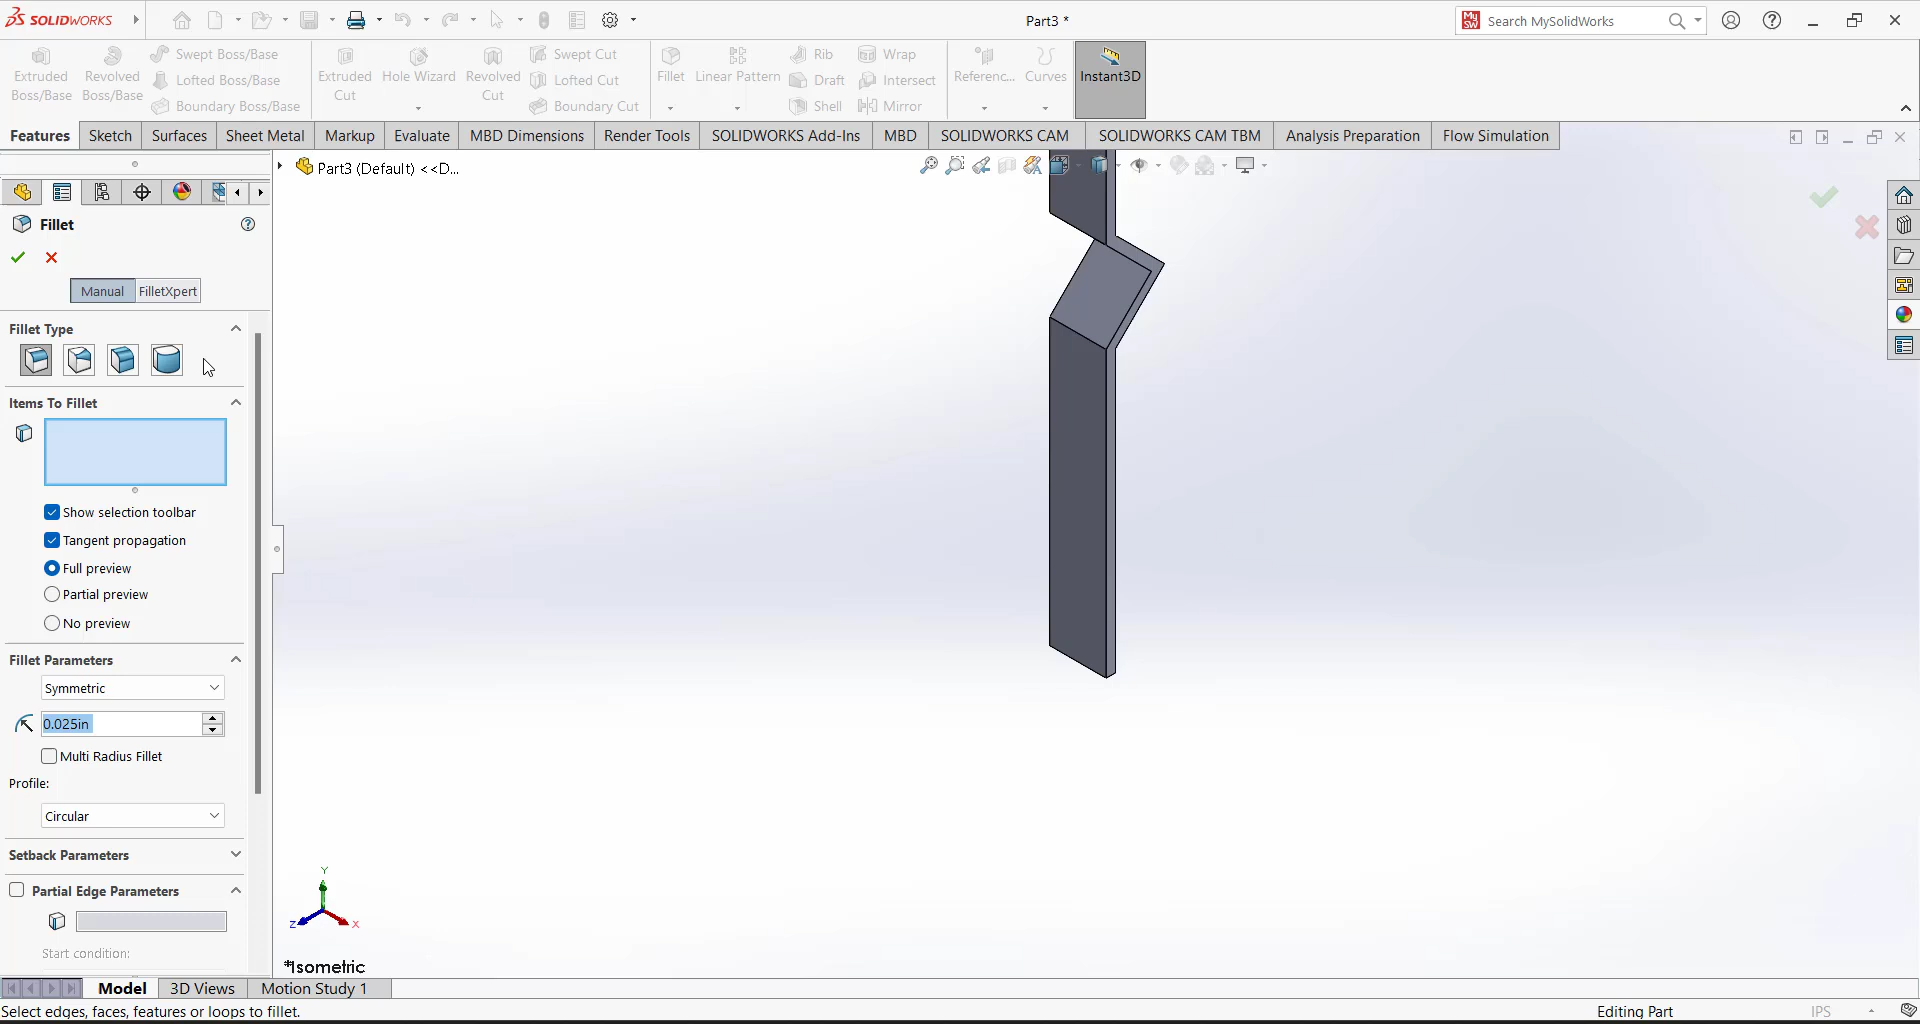 SOLIDWORKS
Part3 *
Search MySolidWorks
Extruded Boss/Base
Revolved Boss/Base
Swept Boss/Base
Lofted Boss/Base
Boundary Boss/Base
Extruded Cut
Hole Wizard
Revolved Cut
Swept Cut
Lofted Cut
Boundary Cut
Fillet
Linear Pattern
Rib
Draft
Shell
Wrap
Intersect
Mirror
Referenc...
Curves
Instant3D
Features
Sketch
Surfaces
Sheet Metal
Markup
Evaluate
MBD Dimensions
Render Tools
SOLIDWORKS Add-Ins
MBD
SOLIDWORKS CAM
SOLIDWORKS CAM TBM
Analysis Preparation
Flow Simulation
Part3 (Default) <<D...
Fillet
Manual
FilletXpert
Fillet Type
Items To Fillet
Show selection toolbar
Tangent propagation
Full preview
Partial preview
No preview
Fillet Parameters
Symmetric
0.025in
Multi Radius Fillet
Profile:
Circular
Setback Parameters
Partial Edge Parameters
Start condition:
Y
Z
X
*Isometric
Model
3D Views
Motion Study 1
Select edges, faces, features or loops to fillet.
Editing Part
IPS